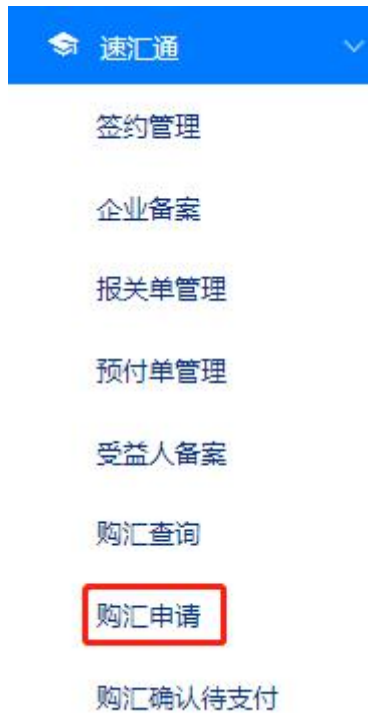 速汇通
签约管理
企业备案
报关单管理
预付单管理
受益人备案
购汇查询
购汇申请
购汇确认待支付